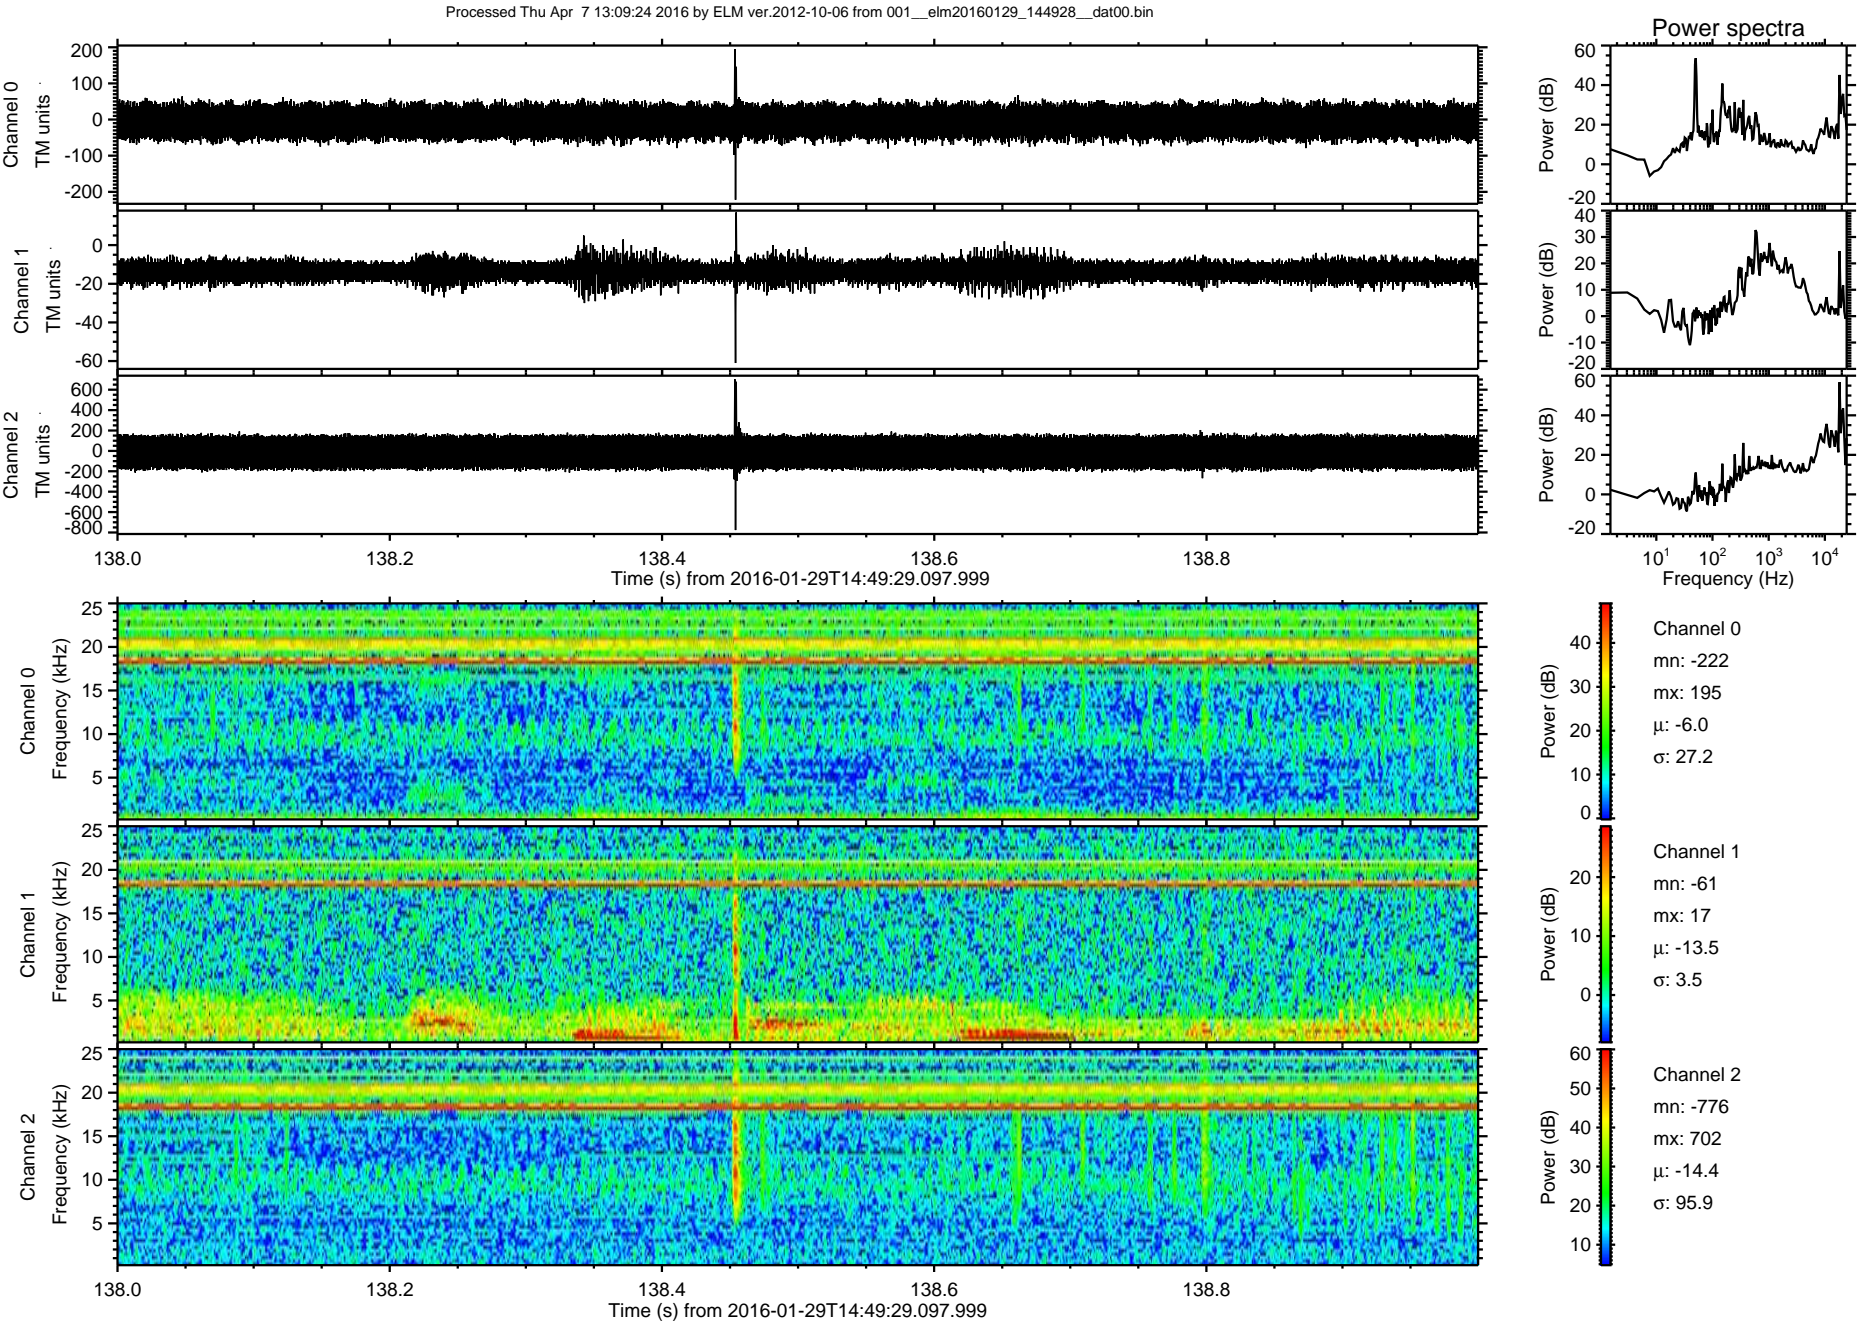 Processed Thu Apr  7 13:09:24 2016 by ELM ver.2012-10-06 from 001__elm20160129_144928__dat00.bin
Power spectra
Channel 0
TM units
200
100
0
-100
-200
Power (dB)
60
40
20
0
-20
Channel 1
TM units
0
-20
-40
-60
Power (dB)
40
30
20
10
0
-10
-20
Channel 2
TM units
600
400
200
0
-200
-400
-600
-800
Power (dB)
60
40
20
0
-20
138.0
138.2
138.4
138.6
138.8
Time (s) from 2016-01-29T14:49:29.097.999
10^1
10^2
10^3
10^4
Frequency (Hz)
Channel 0
Frequency (kHz)
25
20
15
10
5
Power (dB)
40
30
20
10
0
Channel 0
mn: -222
mx: 195
μ: -6.0
σ: 27.2
Channel 1
Frequency (kHz)
25
20
15
10
5
Power (dB)
20
10
0
Channel 1
mn: -61
mx: 17
μ: -13.5
σ: 3.5
Channel 2
Frequency (kHz)
25
20
15
10
5
Power (dB)
60
50
40
30
20
10
Channel 2
mn: -776
mx: 702
μ: -14.4
σ: 95.9
138.0
138.2
138.4
138.6
138.8
Time (s) from 2016-01-29T14:49:29.097.999